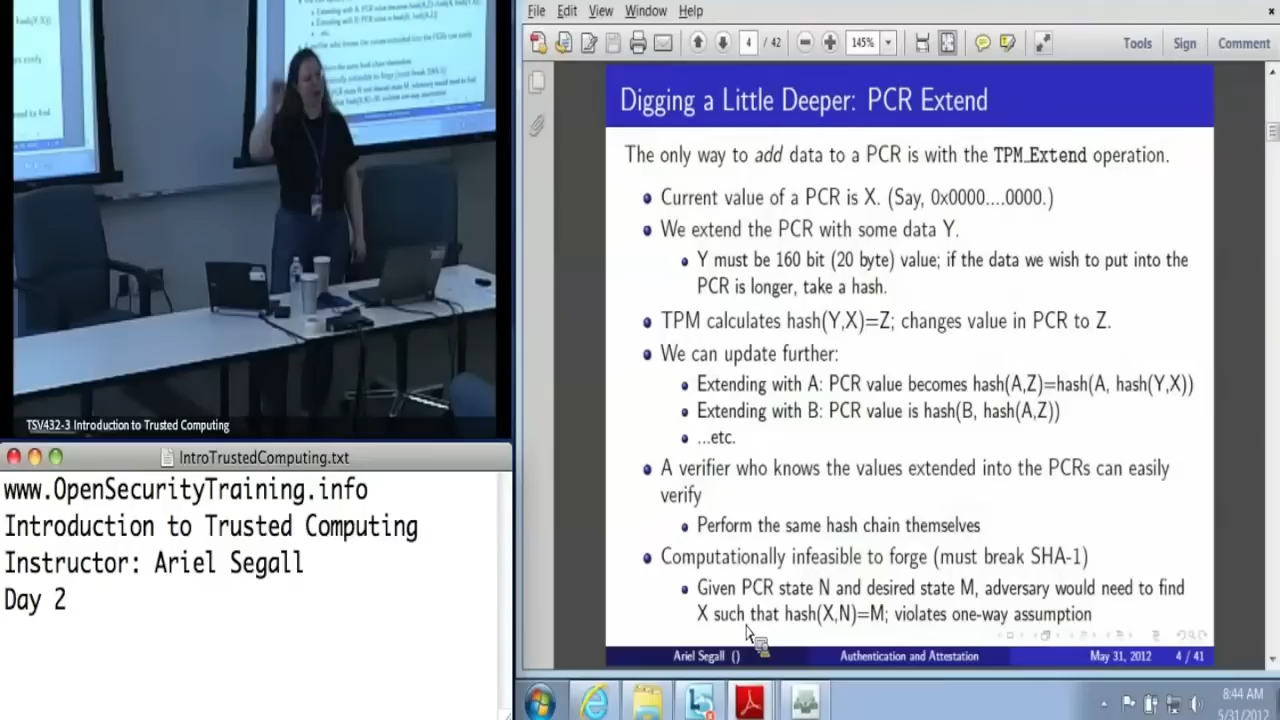 TSV432-3 Introduction to Trusted Computing
IntroTrustedComputing.txt
www.OpenSecurityTraining.info
Introduction to Trusted Computing
Instructor: Ariel Segall
Day 2
File Edit View Window Help
4 / 42 145% Tools Sign Comment
Digging a Little Deeper: PCR Extend
The only way to add data to a PCR is with the TPM_Extend operation.
Current value of a PCR is X. (Say, 0x0000....0000.)
We extend the PCR with some data Y.
Y must be 160 bit (20 byte) value; if the data we wish to put into the
PCR is longer, take a hash.
TPM calculates hash(Y,X)=Z; changes value in PCR to Z.
We can update further:
Extending with A: PCR value becomes hash(A,Z)=hash(A, hash(Y,X))
Extending with B: PCR value is hash(B, hash(A,Z))
...etc.
A verifier who knows the values extended into the PCRs can easily
verify
Perform the same hash chain themselves
Computationally infeasible to forge (must break SHA-1)
Given PCR state N and desired state M, adversary would need to find
X such that hash(X,N)=M; violates one-way assumption
Ariel Segall () Authentication and Attestation May 31, 2012 4 / 41
8:44 AM
5/31/2012